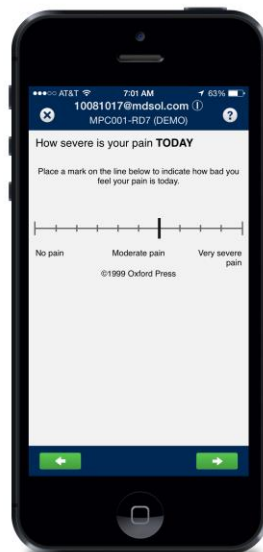 AT&T 7:01 AM 63%
10081017@mdsol.com
MPC001-RD7 (DEMO)
?
How severe is your pain TODAY
Place a mark on the line below to indicate how bad you
feel your pain is today.
No pain Moderate pain Very severe
pain
©1999 Oxford Press